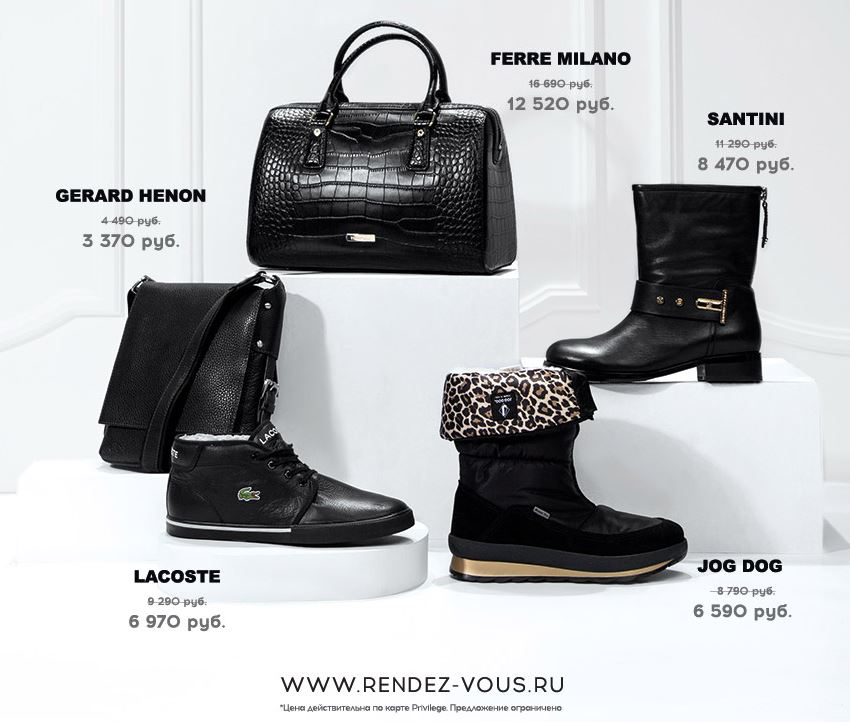 FERRE MILANO
16 690 руб.
12 520 руб.
SANTINI
11 290 руб.
8 470 руб.
GERARD HENON
4 490 руб.
3 370 руб.
LACOSTE
LACOSTE
9 290 руб.
6 970 руб.
JOG DOG
8 790 руб.
6 590 руб.
WWW.RENDEZ-VOUS.RU
*Цена действительна по карте Privilege. Предложение ограничено